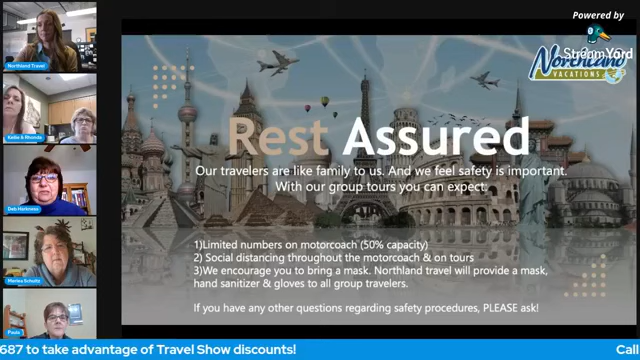 Powered by
StreamYard
Northland
VACATIONS
Northland Travel
Kallie & Rhonda
Deb Harkness
Marles Schultz
Paula
Rest Assured
Our travelers are like family to us. And we feel safety is important.
With our group tours you can expect:
1)Limited numbers on motorcoach (50% capacity)
2) Social distancing throughout the motorcoach & on tours
3)We encourage you to bring a mask. Northland travel will provide a mask,
hand sanitizer & gloves to all group travelers.
If you have any other questions regarding safety procedures, PLEASE ask!
687 to take advantage of Travel Show discounts!
Call